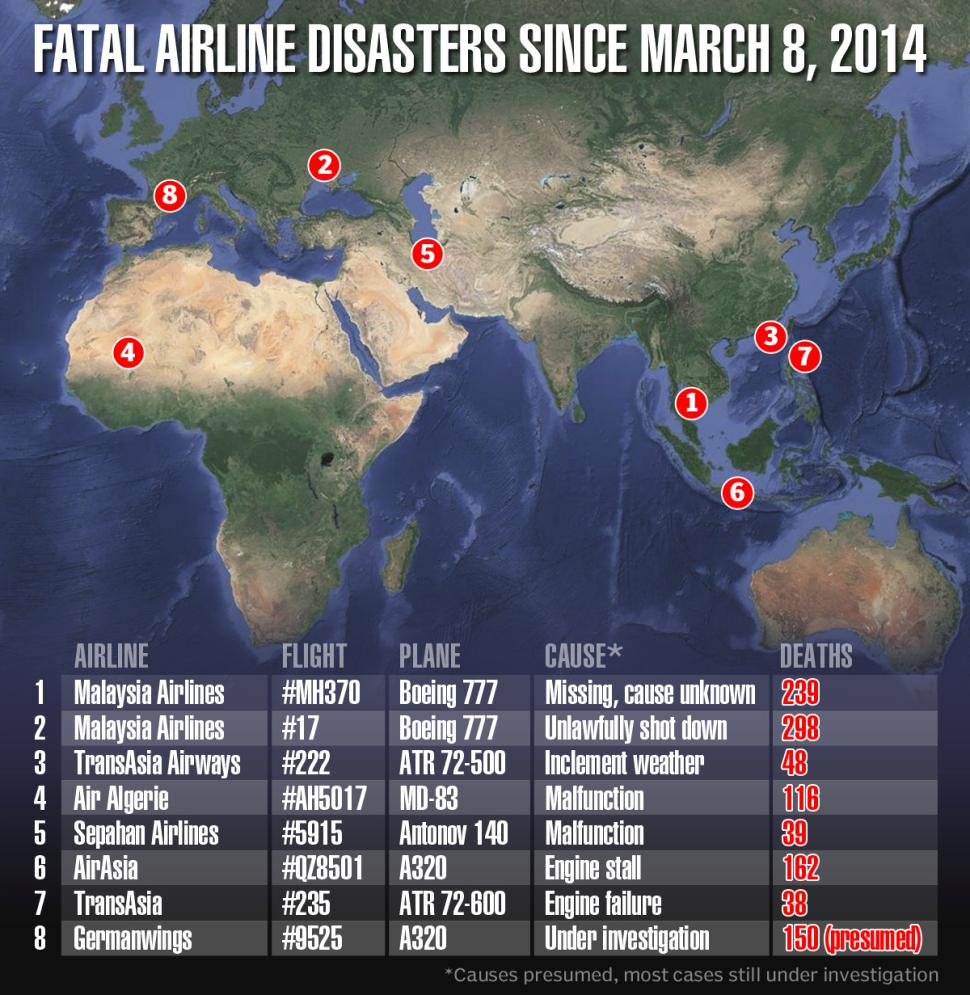 FATAL AIRLINE DISASTERS SINCE MARCH 8, 2014
2
8
5
4
3
7
1
6
AIRLINE FLIGHT PLANE CAUSE* DEATHS
1 Malaysia Airlines #MH370 Boeing 777 Missing, cause unknown 239
2 Malaysia Airlines #17 Boeing 777 Unlawfully shot down 298
3 TransAsia Airways #222 ATR 72-500 Inclement weather 48
4 Air Algerie #AH5017 MD-83 Malfunction 116
5 Sepahan Airlines #5915 Antonov 140 Malfunction 39
6 AirAsia #QZ8501 A320 Engine stall 162
7 TransAsia #235 ATR 72-600 Engine failure 38
8 Germanwings #9525 A320 Under investigation 150 (presumed)
*Causes presumed, most cases still under investigation